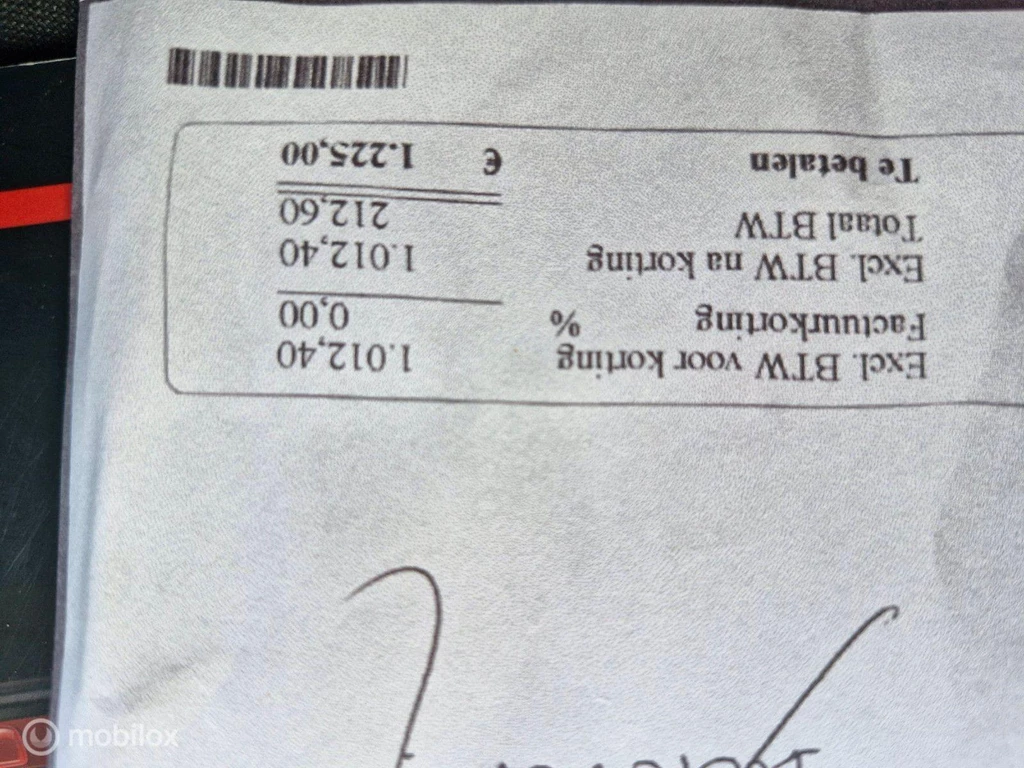 Excl. BTW voor korting 1.012,40
Factuurkorting % 0,00
Excl. BTW na korting 1.012,40
Totaal BTW 212,60
Te betalen € 1.225,00
mobilox